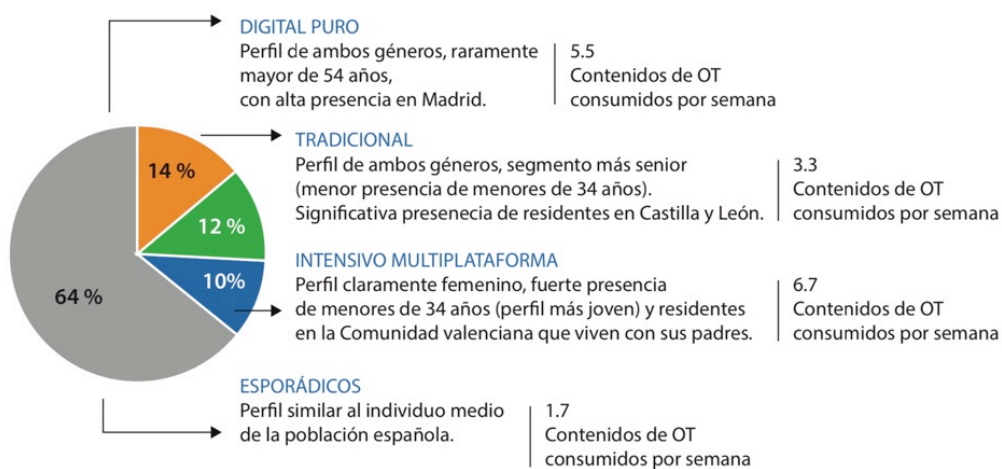 DIGITAL PURO
Perfil de ambos géneros, raramente
mayor de 54 años,
con alta presencia en Madrid.
5.5
Contenidos de OT
consumidos por semana
TRADICIONAL
Perfil de ambos géneros, segmento más senior
(menor presencia de menores de 34 años).
Significativa presenecia de residentes en Castilla y León.
3.3
Contenidos de OT
consumidos por semana
INTENSIVO MULTIPLATAFORMA
Perfil claramente femenino, fuerte presencia
de menores de 34 años (perfil más joven) y residentes
en la Comunidad valenciana que viven con sus padres.
6.7
Contenidos de OT
consumidos por semana
ESPORÁDICOS
Perfil similar al individuo medio
de la población española.
1.7
Contenidos de OT
consumidos por semana
14 %
12 %
10%
64 %